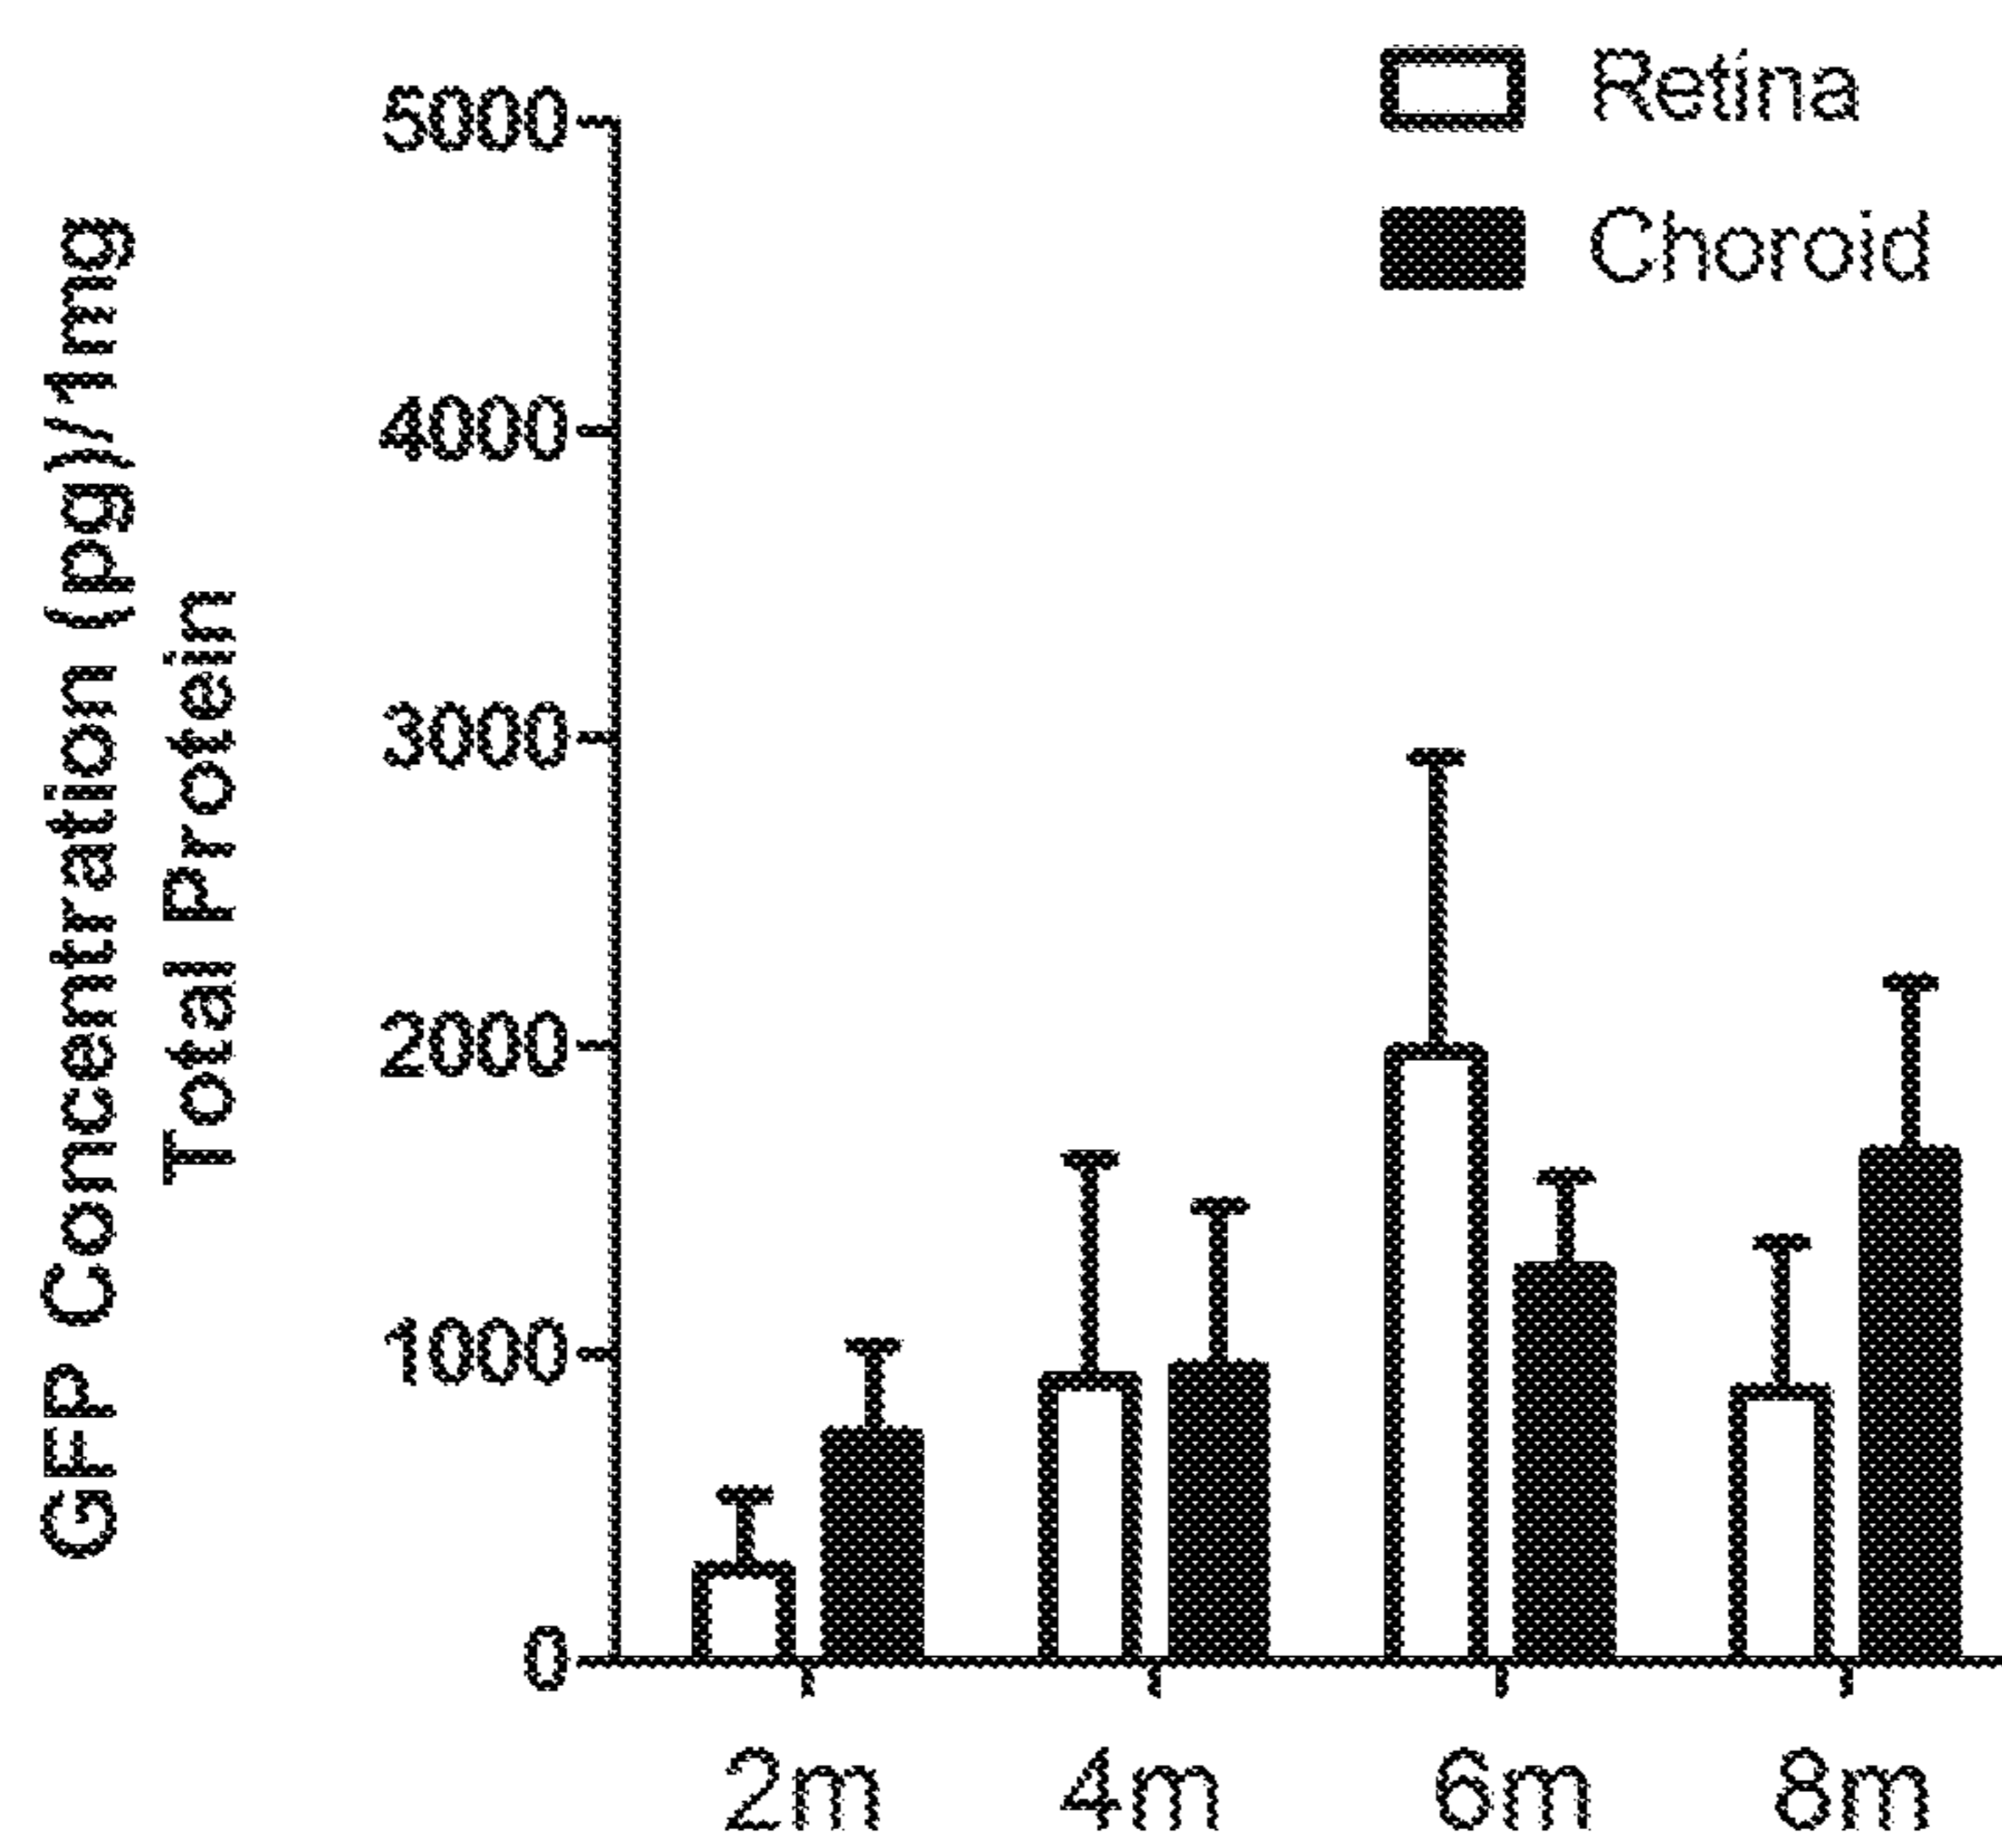 GFP Concentration (pg)/1mg
Total Protein
5000
4000
3000
2000
1000
0
Retina
Choroid
2m 4m 6m 8m